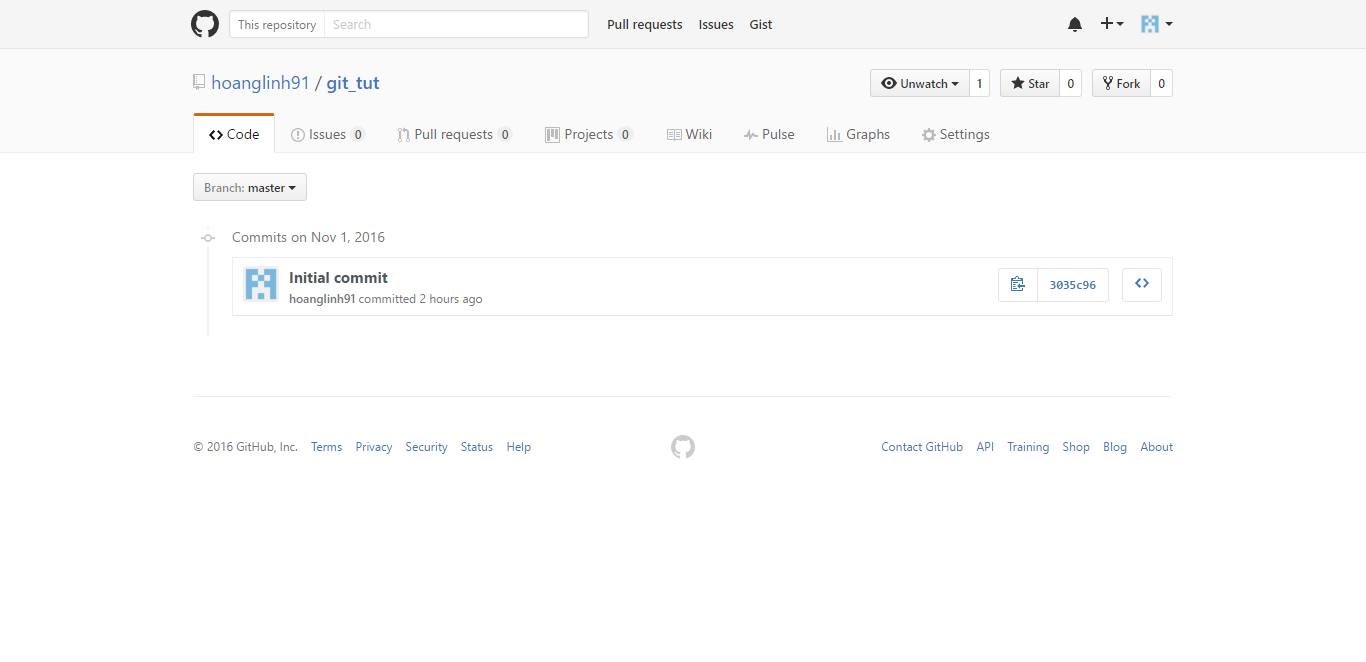 This repository Search Pull requests Issues Gist
hoanglinh91 / git_tut Unwatch 1 Star 0 Fork 0
Code Issues 0 Pull requests 0 Projects 0 Wiki Pulse Graphs Settings
Branch: master
Commits on Nov 1, 2016
Initial commit
hoanglinh91 committed 2 hours ago
3035c96
© 2016 GitHub, Inc. Terms Privacy Security Status Help Contact GitHub API Training Shop Blog About